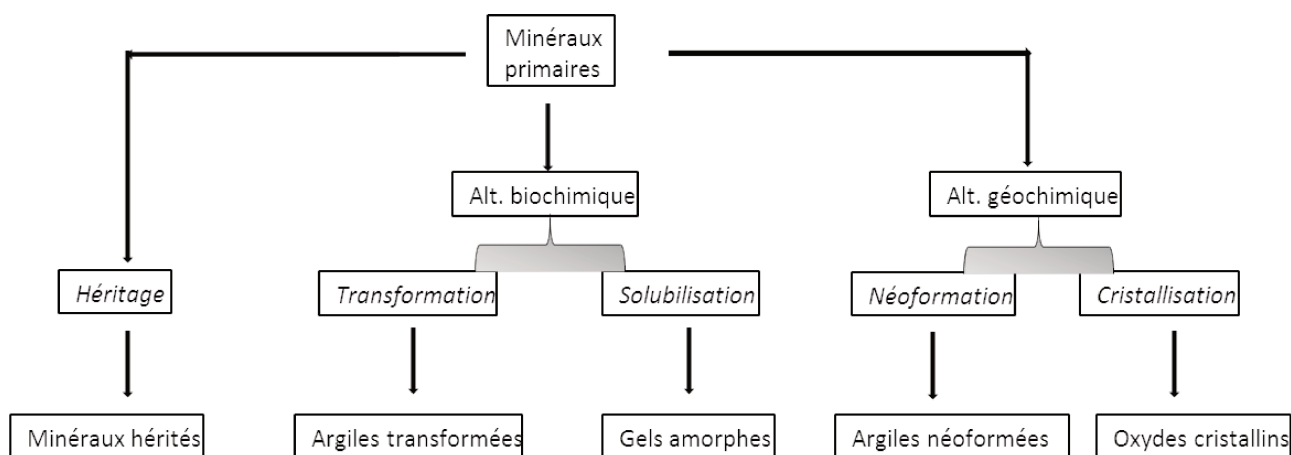 Minéraux
primaires
Alt. biochimique
Alt. géochimique
Héritage
Transformation
Solubilisation
Néoformation
Cristallisation
Minéraux hérités
Argiles transformées
Gels amorphes
Argiles néoformées
Oxydes cristallins